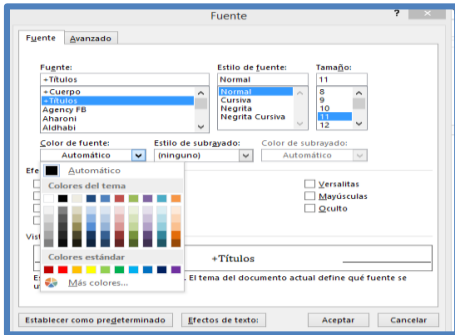 Fuente
?
Fuente Avanzado
Fuente: Estilo de fuente: Tamaño:
+Títulos Normal 11
+Cuerpo Normal 8
+Títulos Cursiva 9
Agency FB Negrita 10
Aharoni Negrita Cursiva 11
Aldhabi 12
Color de fuente: Estilo de subrayado: Color de subrayado:
Automático (ninguno) Automático
Efe
Automático
Colores del tema
Versalitas
Mayúsculas
Oculto
Vist
+Títulos
Colores estándar
El tema del documento actual define qué fuente se
Más colores...
Establecer como predeterminado Efectos de texto: Aceptar Cancelar